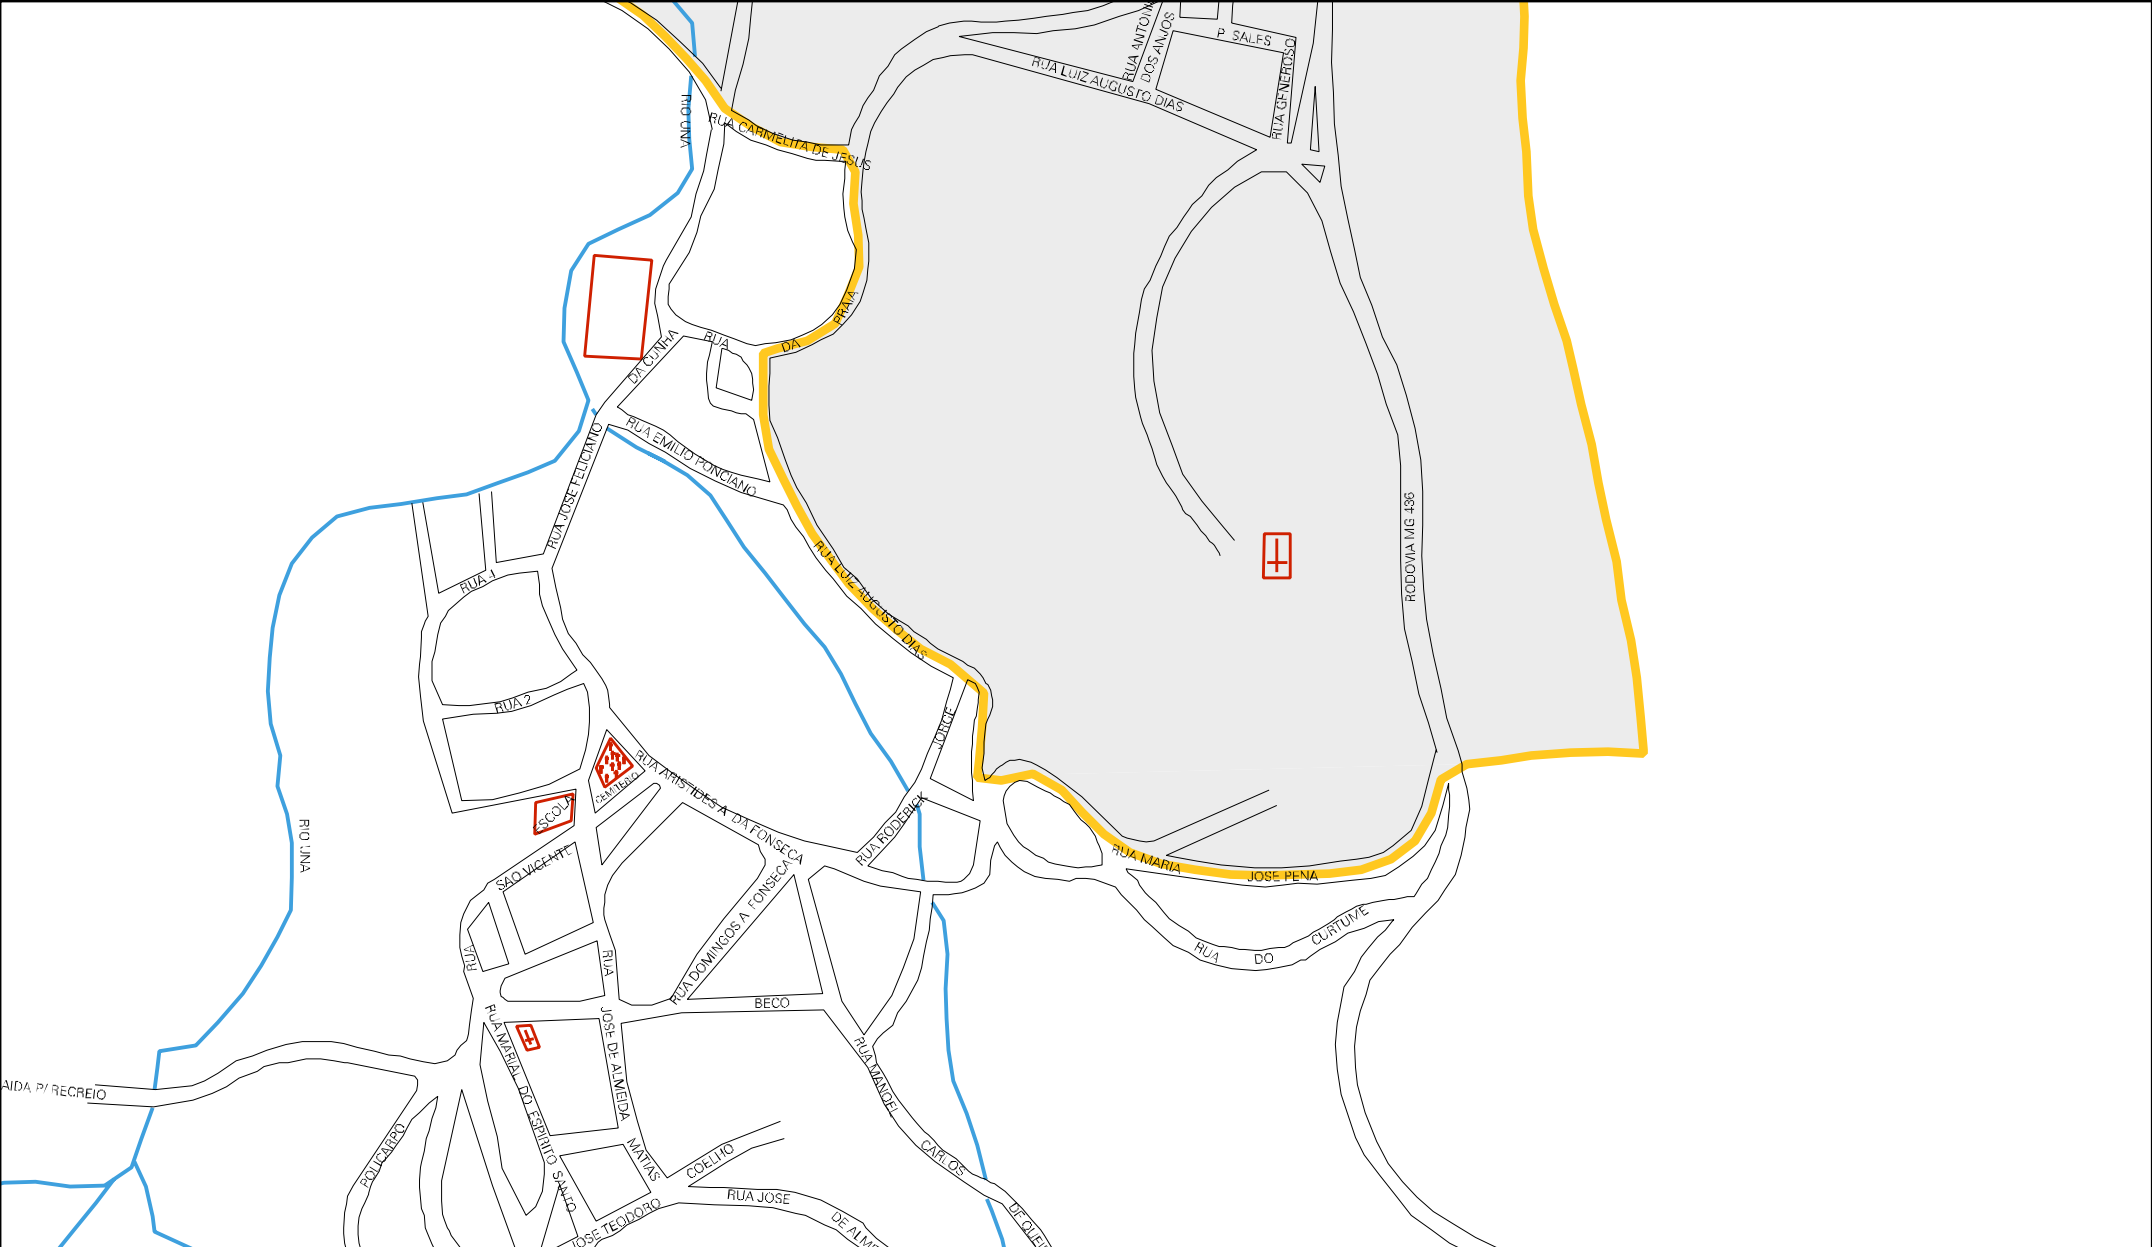 RUA ANTONI
DOS ANJOS
P. SALES
RUA GENEROSO
RUA LUIZ AUGUSTO DIAS
RIO UNA
RUA CARMELITA DE JESUS
PRAIA
DA
RUA
DA CUNHA
RUA EMILIO PONCIANO
RUA JOSE FELICIANO
RODOVIA MG 436
RUA 1
RUA LUIZ AUGUSTO DIAS
RUA 2
JORGE
RUA ARISTIDES A DA FONSECA
CEMITERIO
ESCOLA
RUA RODERICK
RIO UNA
SAO VICENTE
RUA MARIA
JOSE PENA
RUA DOMINGOS A FONSECA
CURTUME
RUA
DO
RUA
RUA
BECO
RUA MARIA
DO ESPIRITO SANTO
JOSE DE ALMEIDA
RUA MANOEL
AIDA P/ RECREIO
POLICARPO
MATIAS
COELHO
CARLOS
RUA JOSE
JOSE TEODORO
DE ALME
DE QUEI